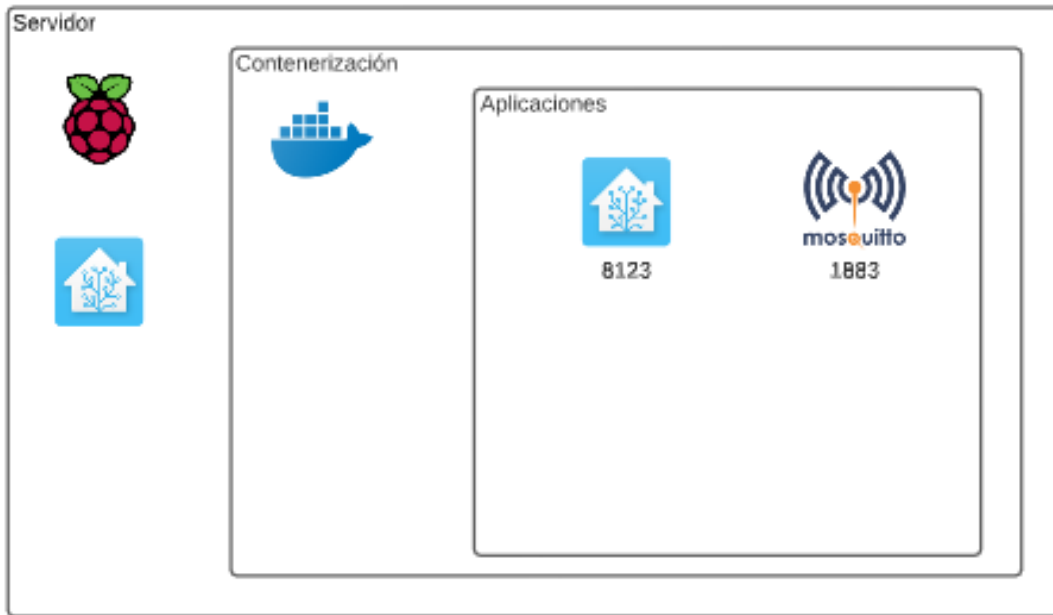 Servidor
Contenerización
Aplicaciones
mosquitto
8123
1883